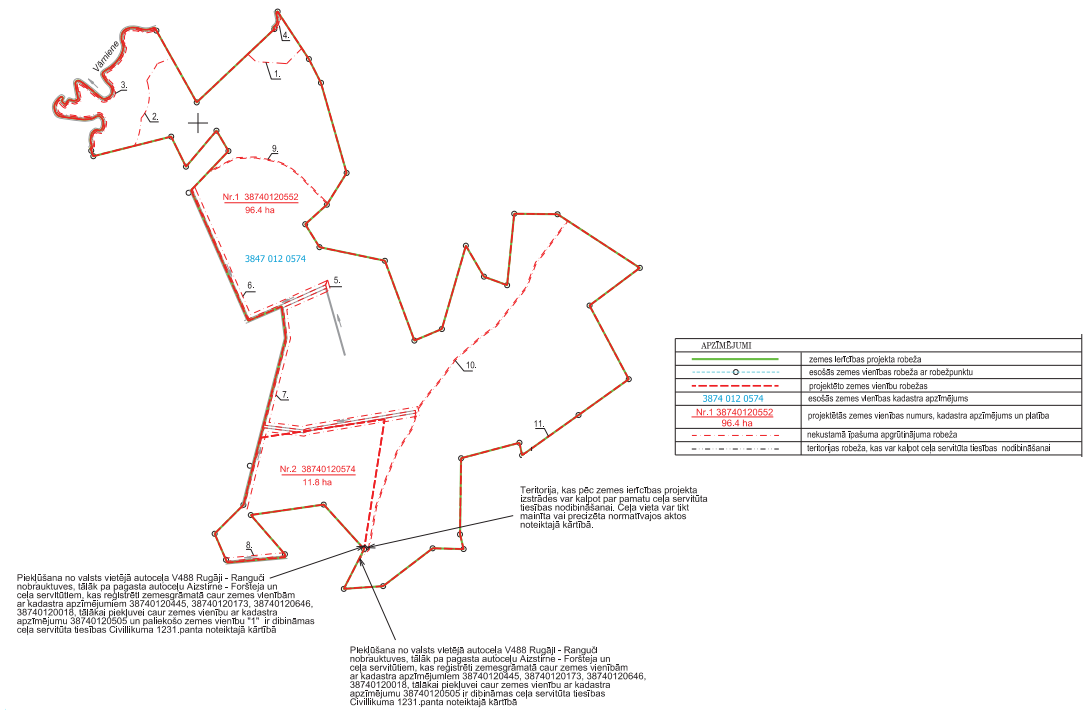 Vārniene
4.
1.
3.
2.
9.
Nr.1 38740120552
96.4 ha
3847 012 0574
6.
5.
10.
7.
11.
Nr.2 38740120574
11.8 ha
8.
APZĪMĒJUMI
zemes ierīcības projekta robeža
esošās zemes vienības robeža ar robežpunktu
projektēto zemes vienību robežas
3874 012 0574
esošās zemes vienības kadastra apzīmējums
Nr.1 38740120552
96.4 ha
projektētās zemes vienības numurs, kadastra apzīmējums un platība
nekustamā īpašuma apgrūtinājuma robeža
teritorijas robeža, kas var kalpot ceļa servitūta tiesības nodibināšanai
Teritorija, kas pēc zemes ierīcības projekta
izstrādes var kalpot par pamatu ceļa servitūta
tiesības nodibināšanai. Ceļa vieta var tikt
mainīta vai precizēta normatīvajos aktos
noteiktajā kārtībā.
Piekļūšana no valsts vietējā autoceļa V488 Rugāji - Ranguči
nobrauktuves, tālāk pa pagasta autoceļu Aizstirne - Foršteja un
ceļa servitūtiem, kas reģistrēti zemesgrāmatā caur zemes vienībām
ar kadastra apzīmējumiem 38740120445, 38740120173, 38740120646,
38740120018, tālākai piekļuvei caur zemes vienību ar kadastra
apzīmējumu 38740120505 un paliekošo zemes vienību "1" ir dibināmas
ceļa servitūta tiesības Civillikuma 1231.panta noteiktajā kārtībā
Piekļūšana no valsts vietējā autoceļa V488 Rugāji - Ranguči
nobrauktuves, tālāk pa pagasta autoceļu Aizstirne - Foršteja un
ceļa servitūtiem, kas reģistrēti zemesgrāmatā caur zemes vienībām
ar kadastra apzīmējumiem 38740120445, 38740120173, 38740120646,
38740120018, tālākai piekļuvei caur zemes vienību ar kadastra
apzīmējumu 38740120505 ir dibināmas ceļa servitūta tiesības
Civillikuma 1231.panta noteiktajā kārtībā